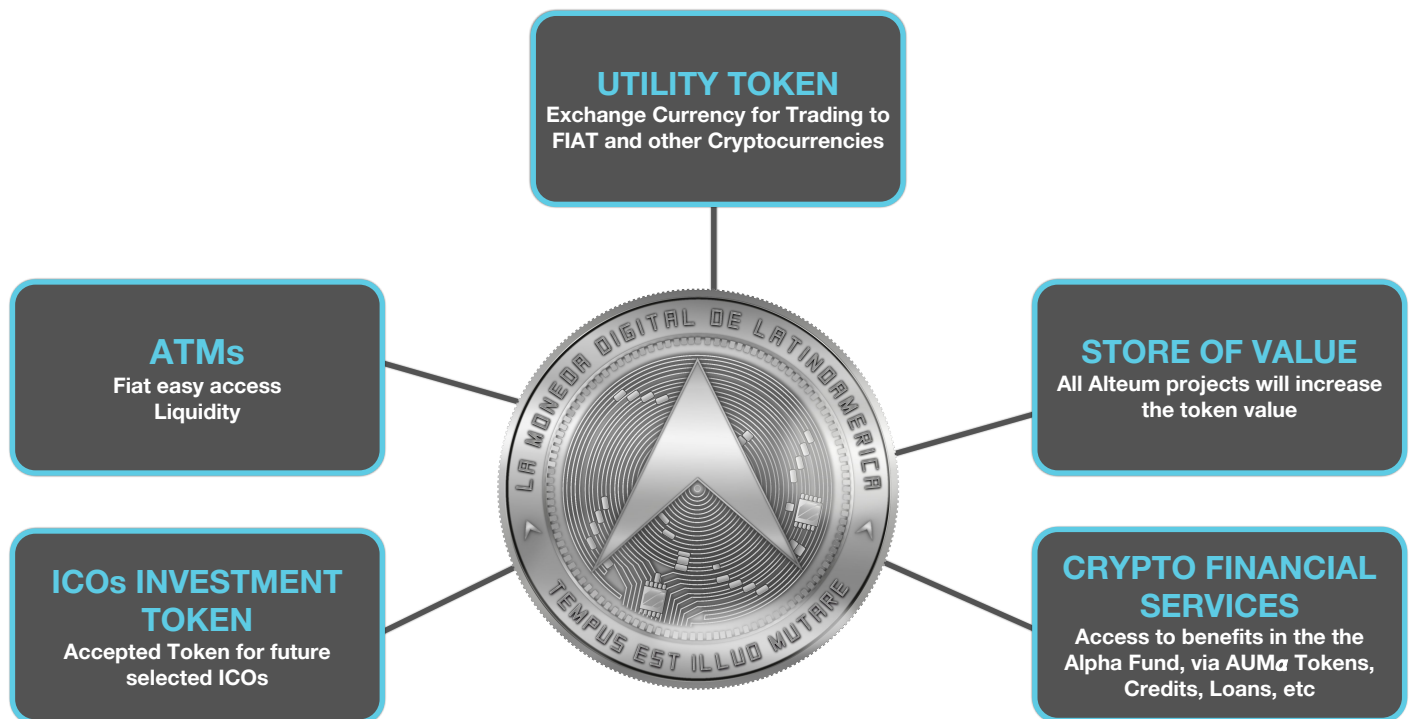 UTILITY TOKEN
Exchange Currency for Trading to
FIAT and other Cryptocurrencies
ATMs
Fiat easy access
Liquidity
STORE OF VALUE
All Alteum projects will increase
the token value
LA MONEDA DIGITAL DE LATINOAMERICA
TEMPUS EST ILLUD MUTARE
ICOs INVESTMENT
TOKEN
Accepted Token for future
selected ICOs
CRYPTO FINANCIAL
SERVICES
Access to benefits in the the
Alpha Fund, via AUMα Tokens,
Credits, Loans, etc